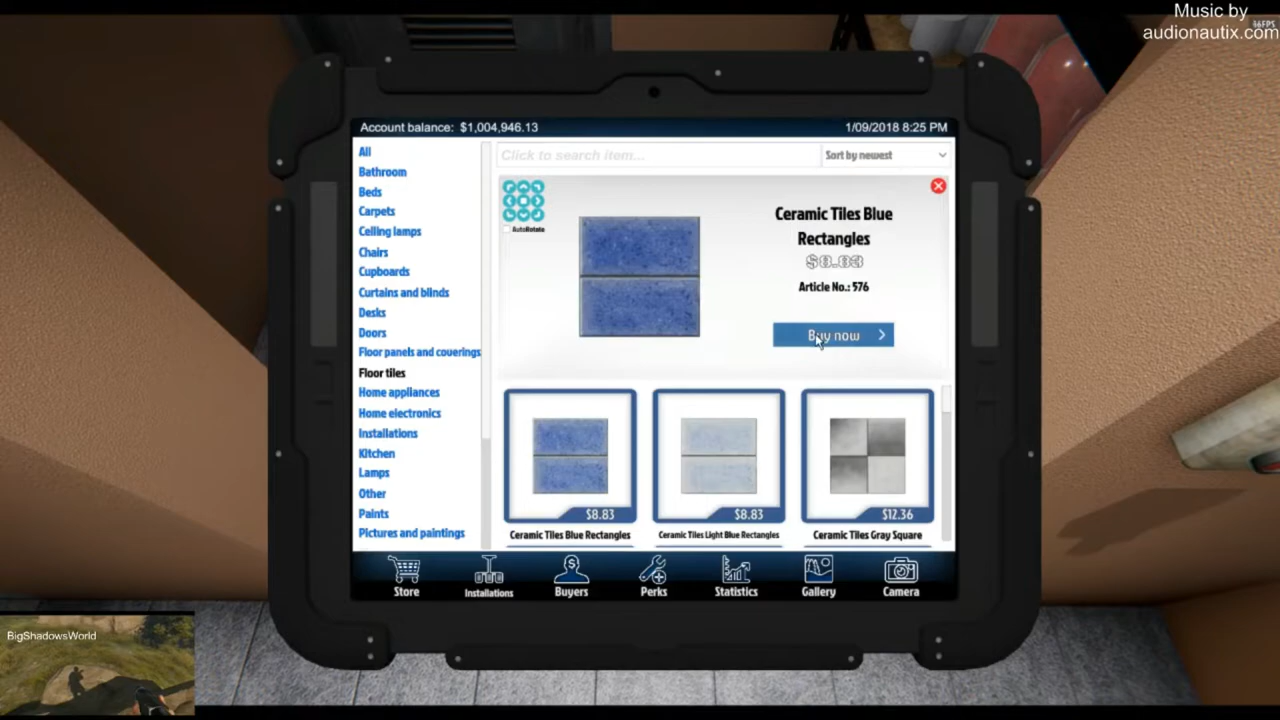 Music by
audionautix.com
16FPS
Account balance: $1,004,946.13
1/09/2018 8:25 PM
All
Bathroom
Beds
Carpets
Ceiling lamps
Chairs
Cupboards
Curtains and blinds
Desks
Doors
Floor panels and coverings
Floor tiles
Home appliances
Home electronics
Installations
Kitchen
Lamps
Other
Paints
Pictures and paintings
Click to search item...
Sort by newest
AutoRotate
Ceramic Tiles Blue
Rectangles
$8.83
Article No.: 576
Buy now
$8.83
$8.83
$12.36
Ceramic Tiles Blue Rectangles
Ceramic Tiles Light Blue Rectangles
Ceramic Tiles Gray Square
Store
Installations
Buyers
Perks
Statistics
Gallery
Camera
BigShadowsWorld